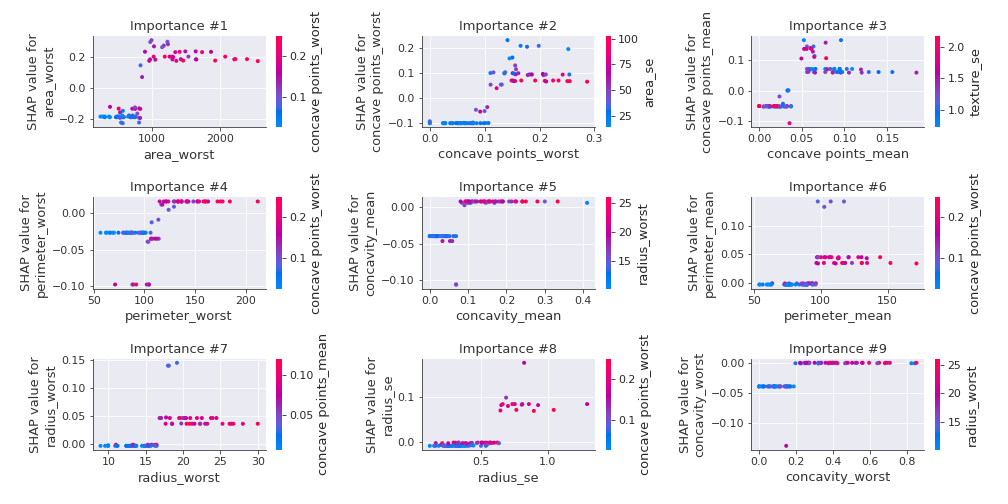 Importance #1
SHAP value for
area_worst
0.2
0.0
−0.2
1000
2000
area_worst
0.2
0.1
concave points_worst
Importance #2
SHAP value for
concave points_worst
0.2
0.1
0.0
−0.1
0.0
0.1
0.2
0.3
concave points_worst
100
75
50
25
area_se
Importance #3
SHAP value for
concave points_mean
0.1
0.0
−0.1
0.00
0.05
0.10
0.15
concave points_mean
2.0
1.5
1.0
texture_se
Importance #4
SHAP value for
perimeter_worst
0.00
−0.05
−0.10
50
100
150
200
perimeter_worst
0.2
0.1
concave points_worst
Importance #5
SHAP value for
concavity_mean
0.00
−0.05
−0.10
0.0
0.1
0.2
0.3
0.4
concavity_mean
25
20
15
radius_worst
Importance #6
SHAP value for
perimeter_mean
0.10
0.05
0.00
50
100
150
perimeter_mean
0.2
0.1
concave points_worst
Importance #7
SHAP value for
radius_worst
0.15
0.10
0.05
0.00
10
15
20
25
30
radius_worst
0.10
0.05
concave points_mean
Importance #8
SHAP value for
radius_se
0.1
0.0
0.5
1.0
radius_se
0.2
0.1
concave points_worst
Importance #9
SHAP value for
concavity_worst
0.00
−0.05
−0.10
0.0
0.2
0.4
0.6
0.8
concavity_worst
25
20
15
radius_worst